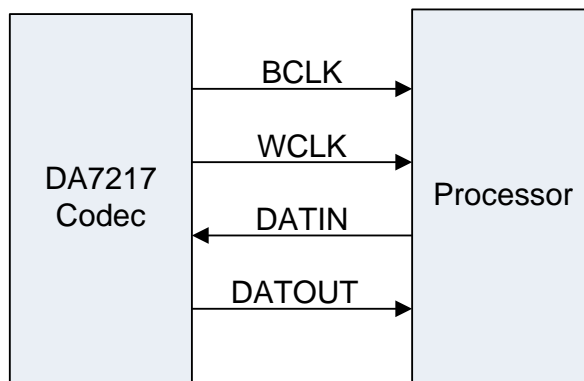 DA7217
Codec
BCLK
WCLK
DATIN
DATOUT
Processor